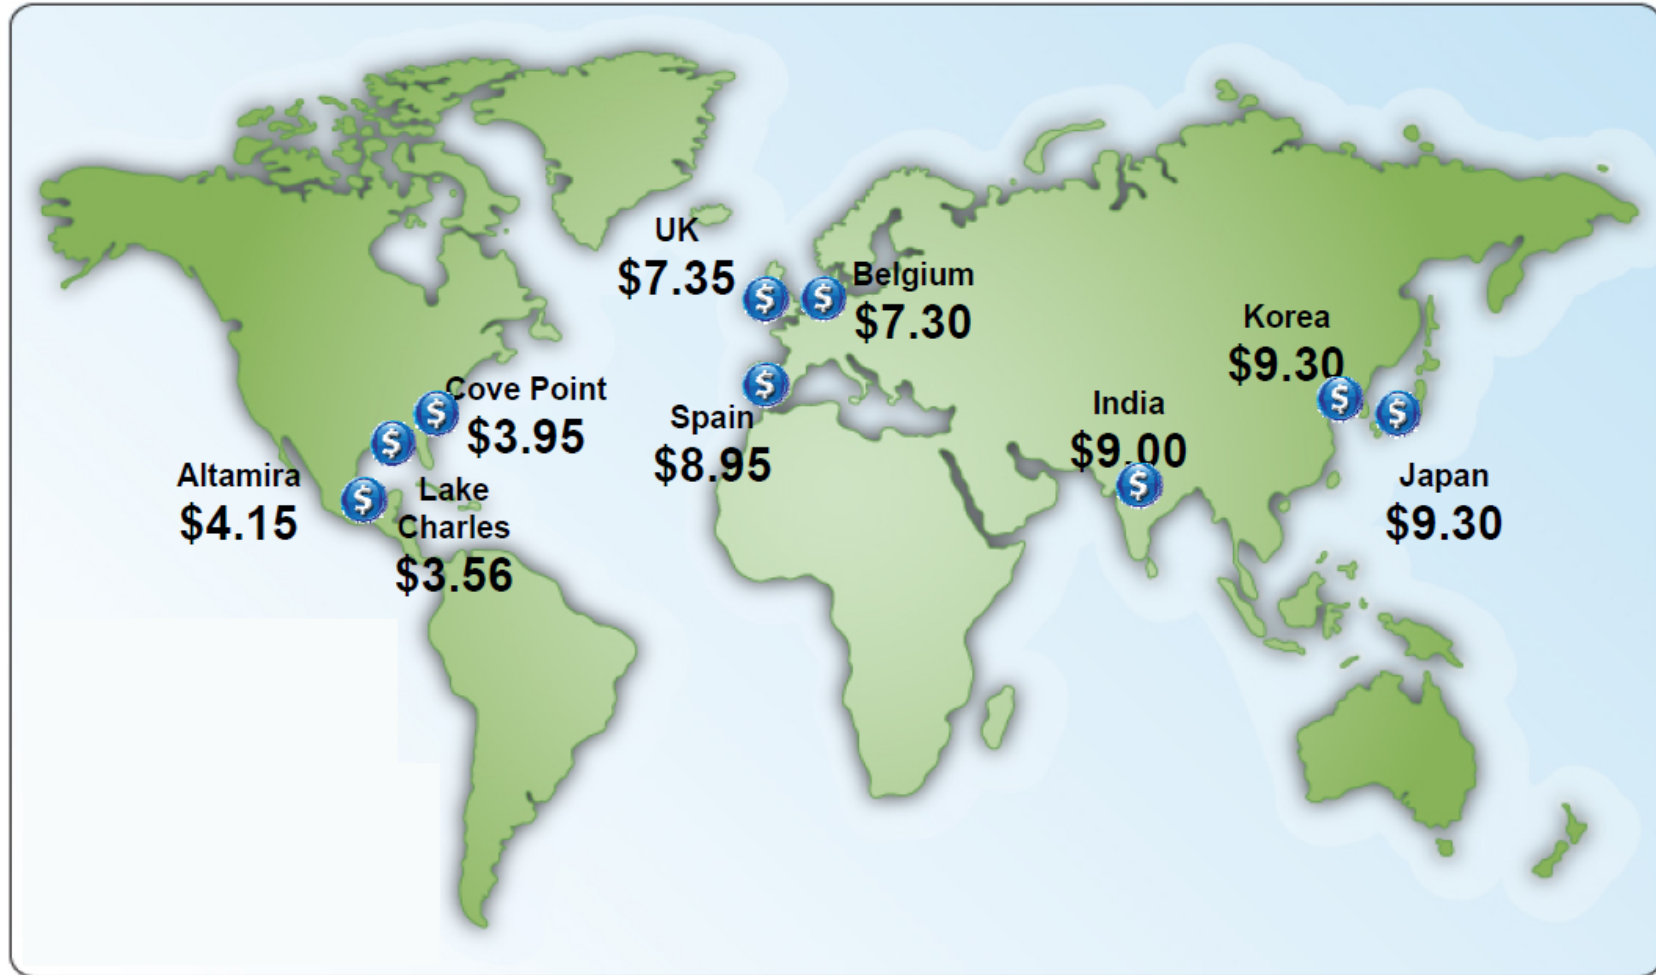 UK
$7.35
Belgium
$7.30
Korea
$9.30
Cove Point
$3.95
Spain
$8.95
India
$9.00
Altamira
$4.15
Lake
Charles
$3.56
Japan
$9.30
$
$
$
$
$
$
$
$
$